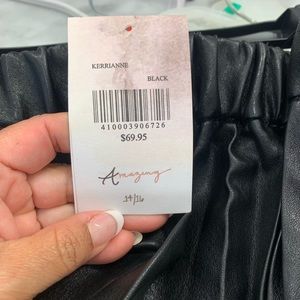 KERRIANNE
BLACK
410003906726
$69.95
Amazing
14/16